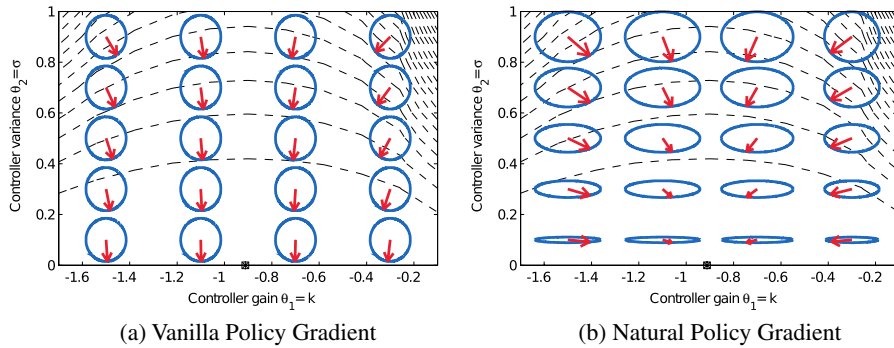 Controller variance θ₂=σ
1
0.8
0.6
0.4
0.2
0
-1.6 -1.4 -1.2 -1 -0.8 -0.6 -0.4 -0.2
Controller gain θ₁= k
(a) Vanilla Policy Gradient
Controller variance θ₂=σ
1
0.8
0.6
0.4
0.2
0
-1.6 -1.4 -1.2 -1 -0.8 -0.6 -0.4 -0.2
Controller gain θ₁= k
(b) Natural Policy Gradient